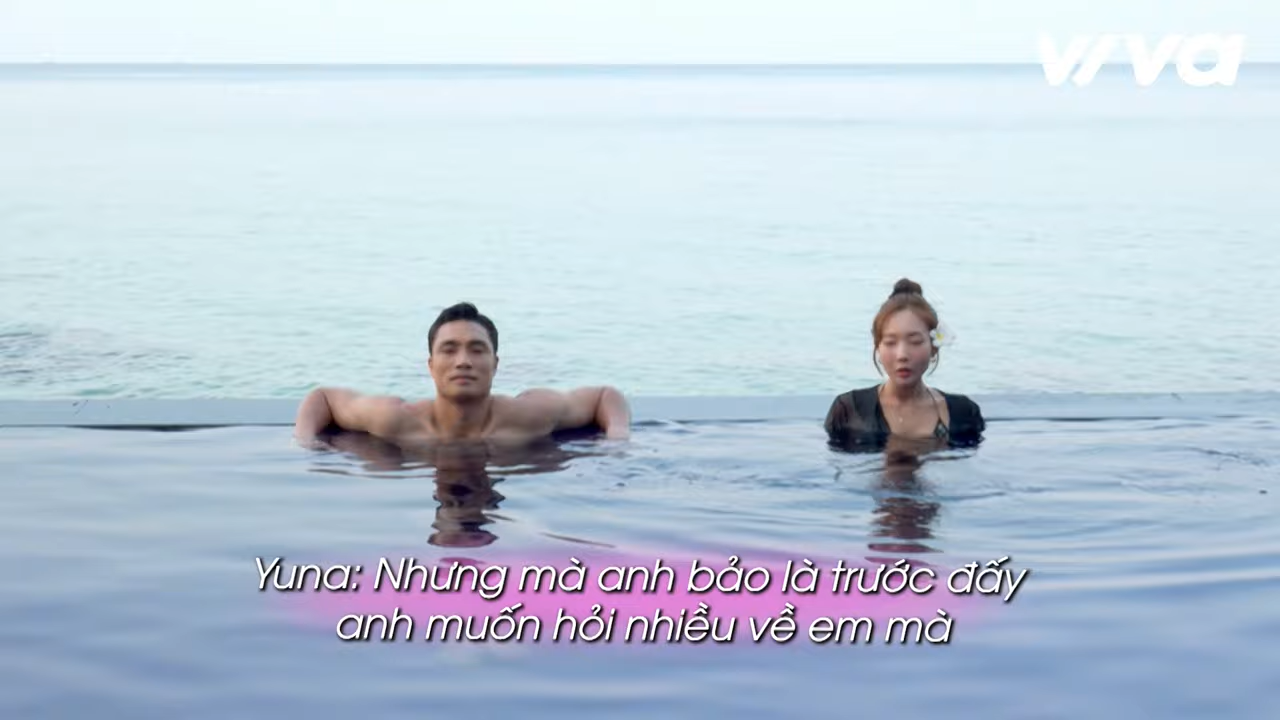 viva
Yuna: Nhưng mà anh bảo là trước đấy
anh muốn hỏi nhiều về em mà